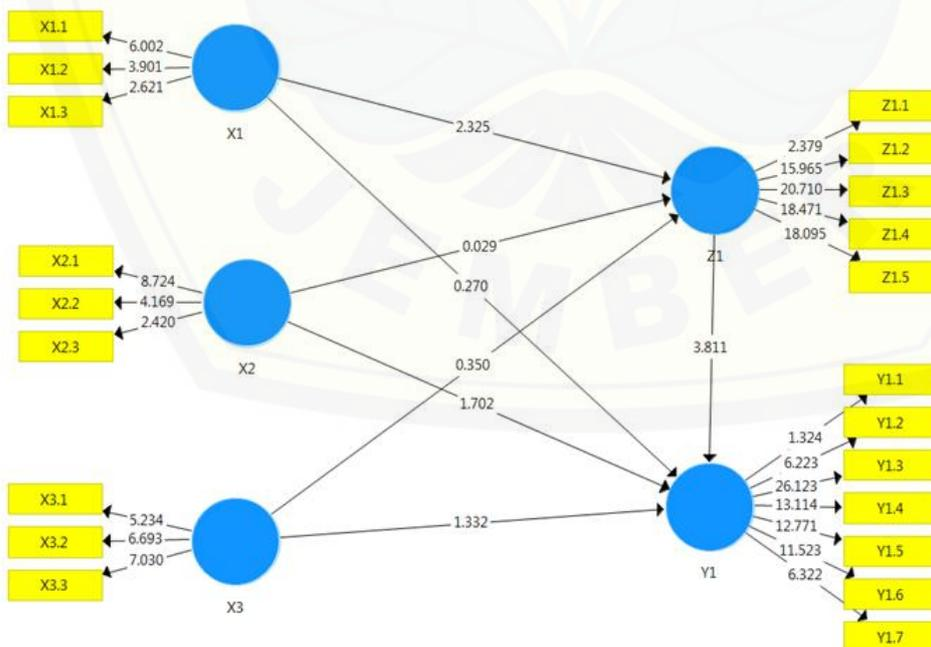 X1.1
6.002
X1.2
3.901
X1.3
2.621
X1
2.325
Z1.1
2.379
Z1.2
15.965
Z1.3
20.710
Z1.4
18.471
Z1.5
18.095
Z1
X2.1
8.724
X2.2
4.169
X2.3
2.420
X2
0.029
0.270
0.350
1.702
3.811
Y1.1
1.324
Y1.2
6.223
Y1.3
26.123
Y1.4
13.114
Y1.5
12.771
Y1.6
11.523
Y1.7
6.322
Y1
X3.1
5.234
X3.2
6.693
X3.3
7.030
X3
1.332
JEMBER